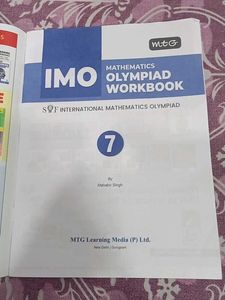 mtG
IMO
MATHEMATICS
OLYMPIAD
WORKBOOK
SOF INTERNATIONAL MATHEMATICS OLYMPIAD
7
By
Mahabir Singh
MTG Learning Media (P) Ltd.
New Delhi | Gurugram